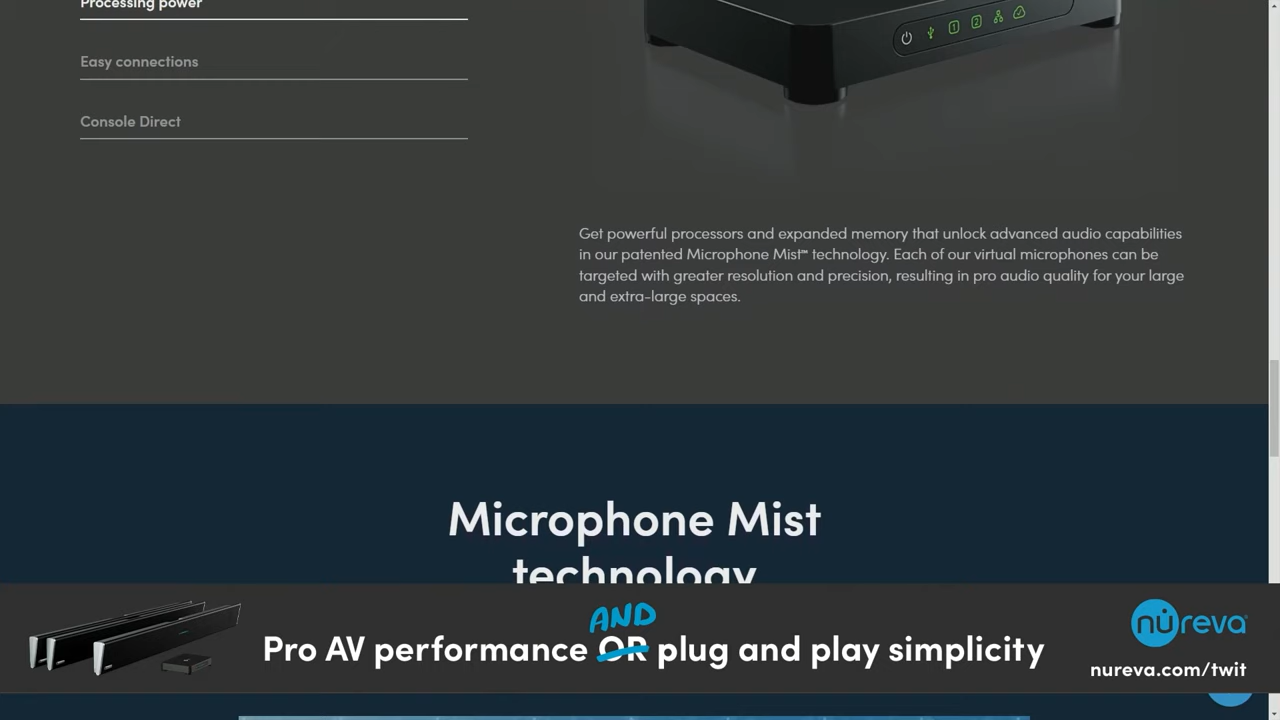 Processing power
Easy connections
Console Direct
1 2
Get powerful processors and expanded memory that unlock advanced audio capabilities
in our patented Microphone Mist™ technology. Each of our virtual microphones can be
targeted with greater resolution and precision, resulting in pro audio quality for your large
and extra-large spaces.
Microphone Mist
technology
AND
Pro AV performance OR plug and play simplicity
nureva
nureva.com/twit